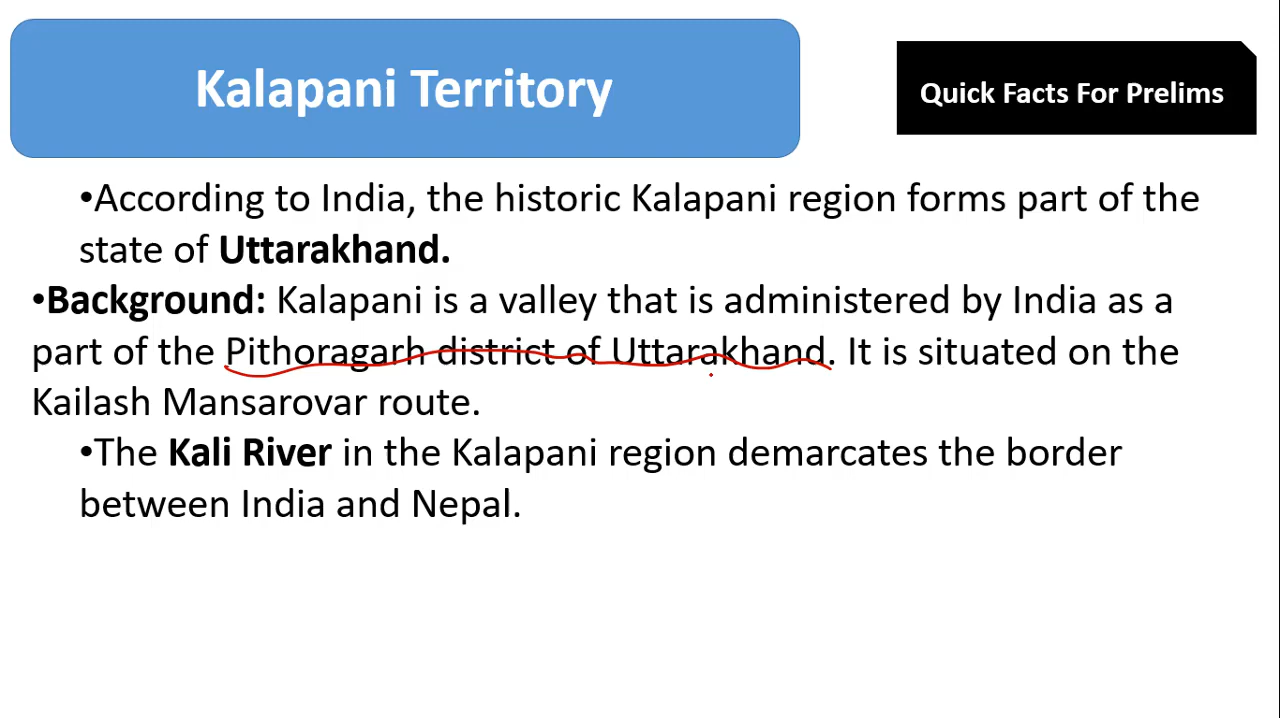 Kalapani Territory
Quick Facts For Prelims
•According to India, the historic Kalapani region forms part of the
state of Uttarakhand.
•Background: Kalapani is a valley that is administered by India as a
part of the Pithoragarh district of Uttarakhand. It is situated on the
Kailash Mansarovar route.
•The Kali River in the Kalapani region demarcates the border
between India and Nepal.